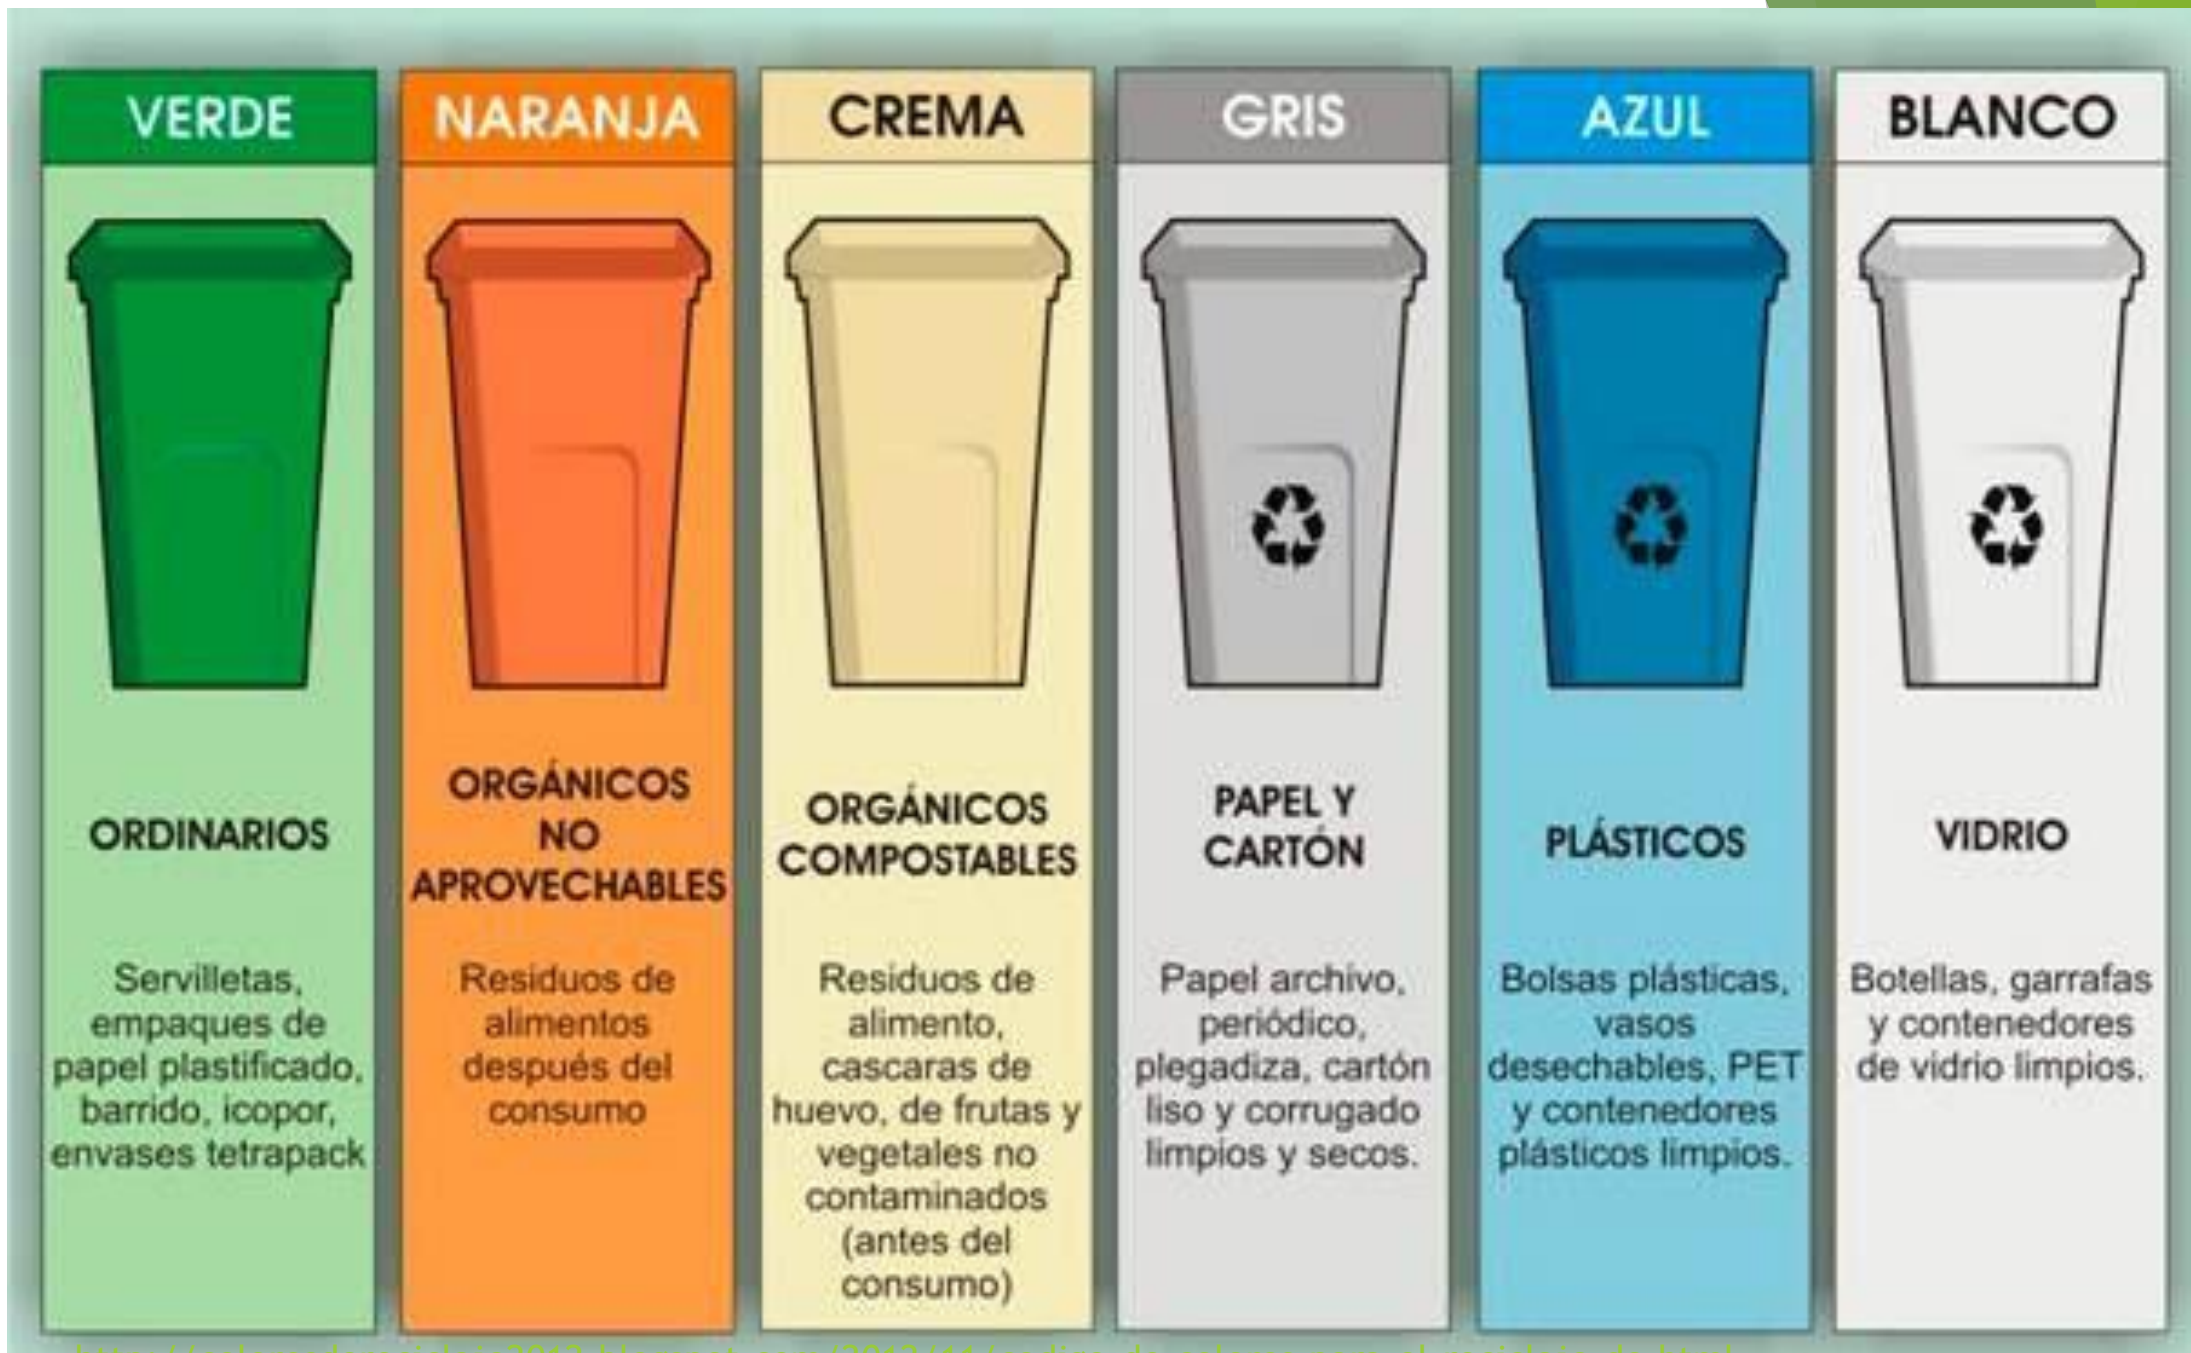 VERDE
ORDINARIOS
Servilletas,
empaques de
papel plastificado,
barrido, icopor,
envases tetrapack
NARANJA
ORGÁNICOS
NO
APROVECHABLES
Residuos de
alimentos
después del
consumo
CREMA
ORGÁNICOS
COMPOSTABLES
Residuos de
alimento,
cascaras de
huevo, de frutas y
vegetales no
contaminados
(antes del
consumo)
GRIS
PAPEL Y
CARTÓN
Papel archivo,
periódico,
plegadiza, cartón
liso y corrugado
limpios y secos.
AZUL
PLÁSTICOS
Bolsas plásticas,
vasos
desechables, PET
y contenedores
plásticos limpios.
BLANCO
VIDRIO
Botellas, garrafas
y contenedores
de vidrio limpios.